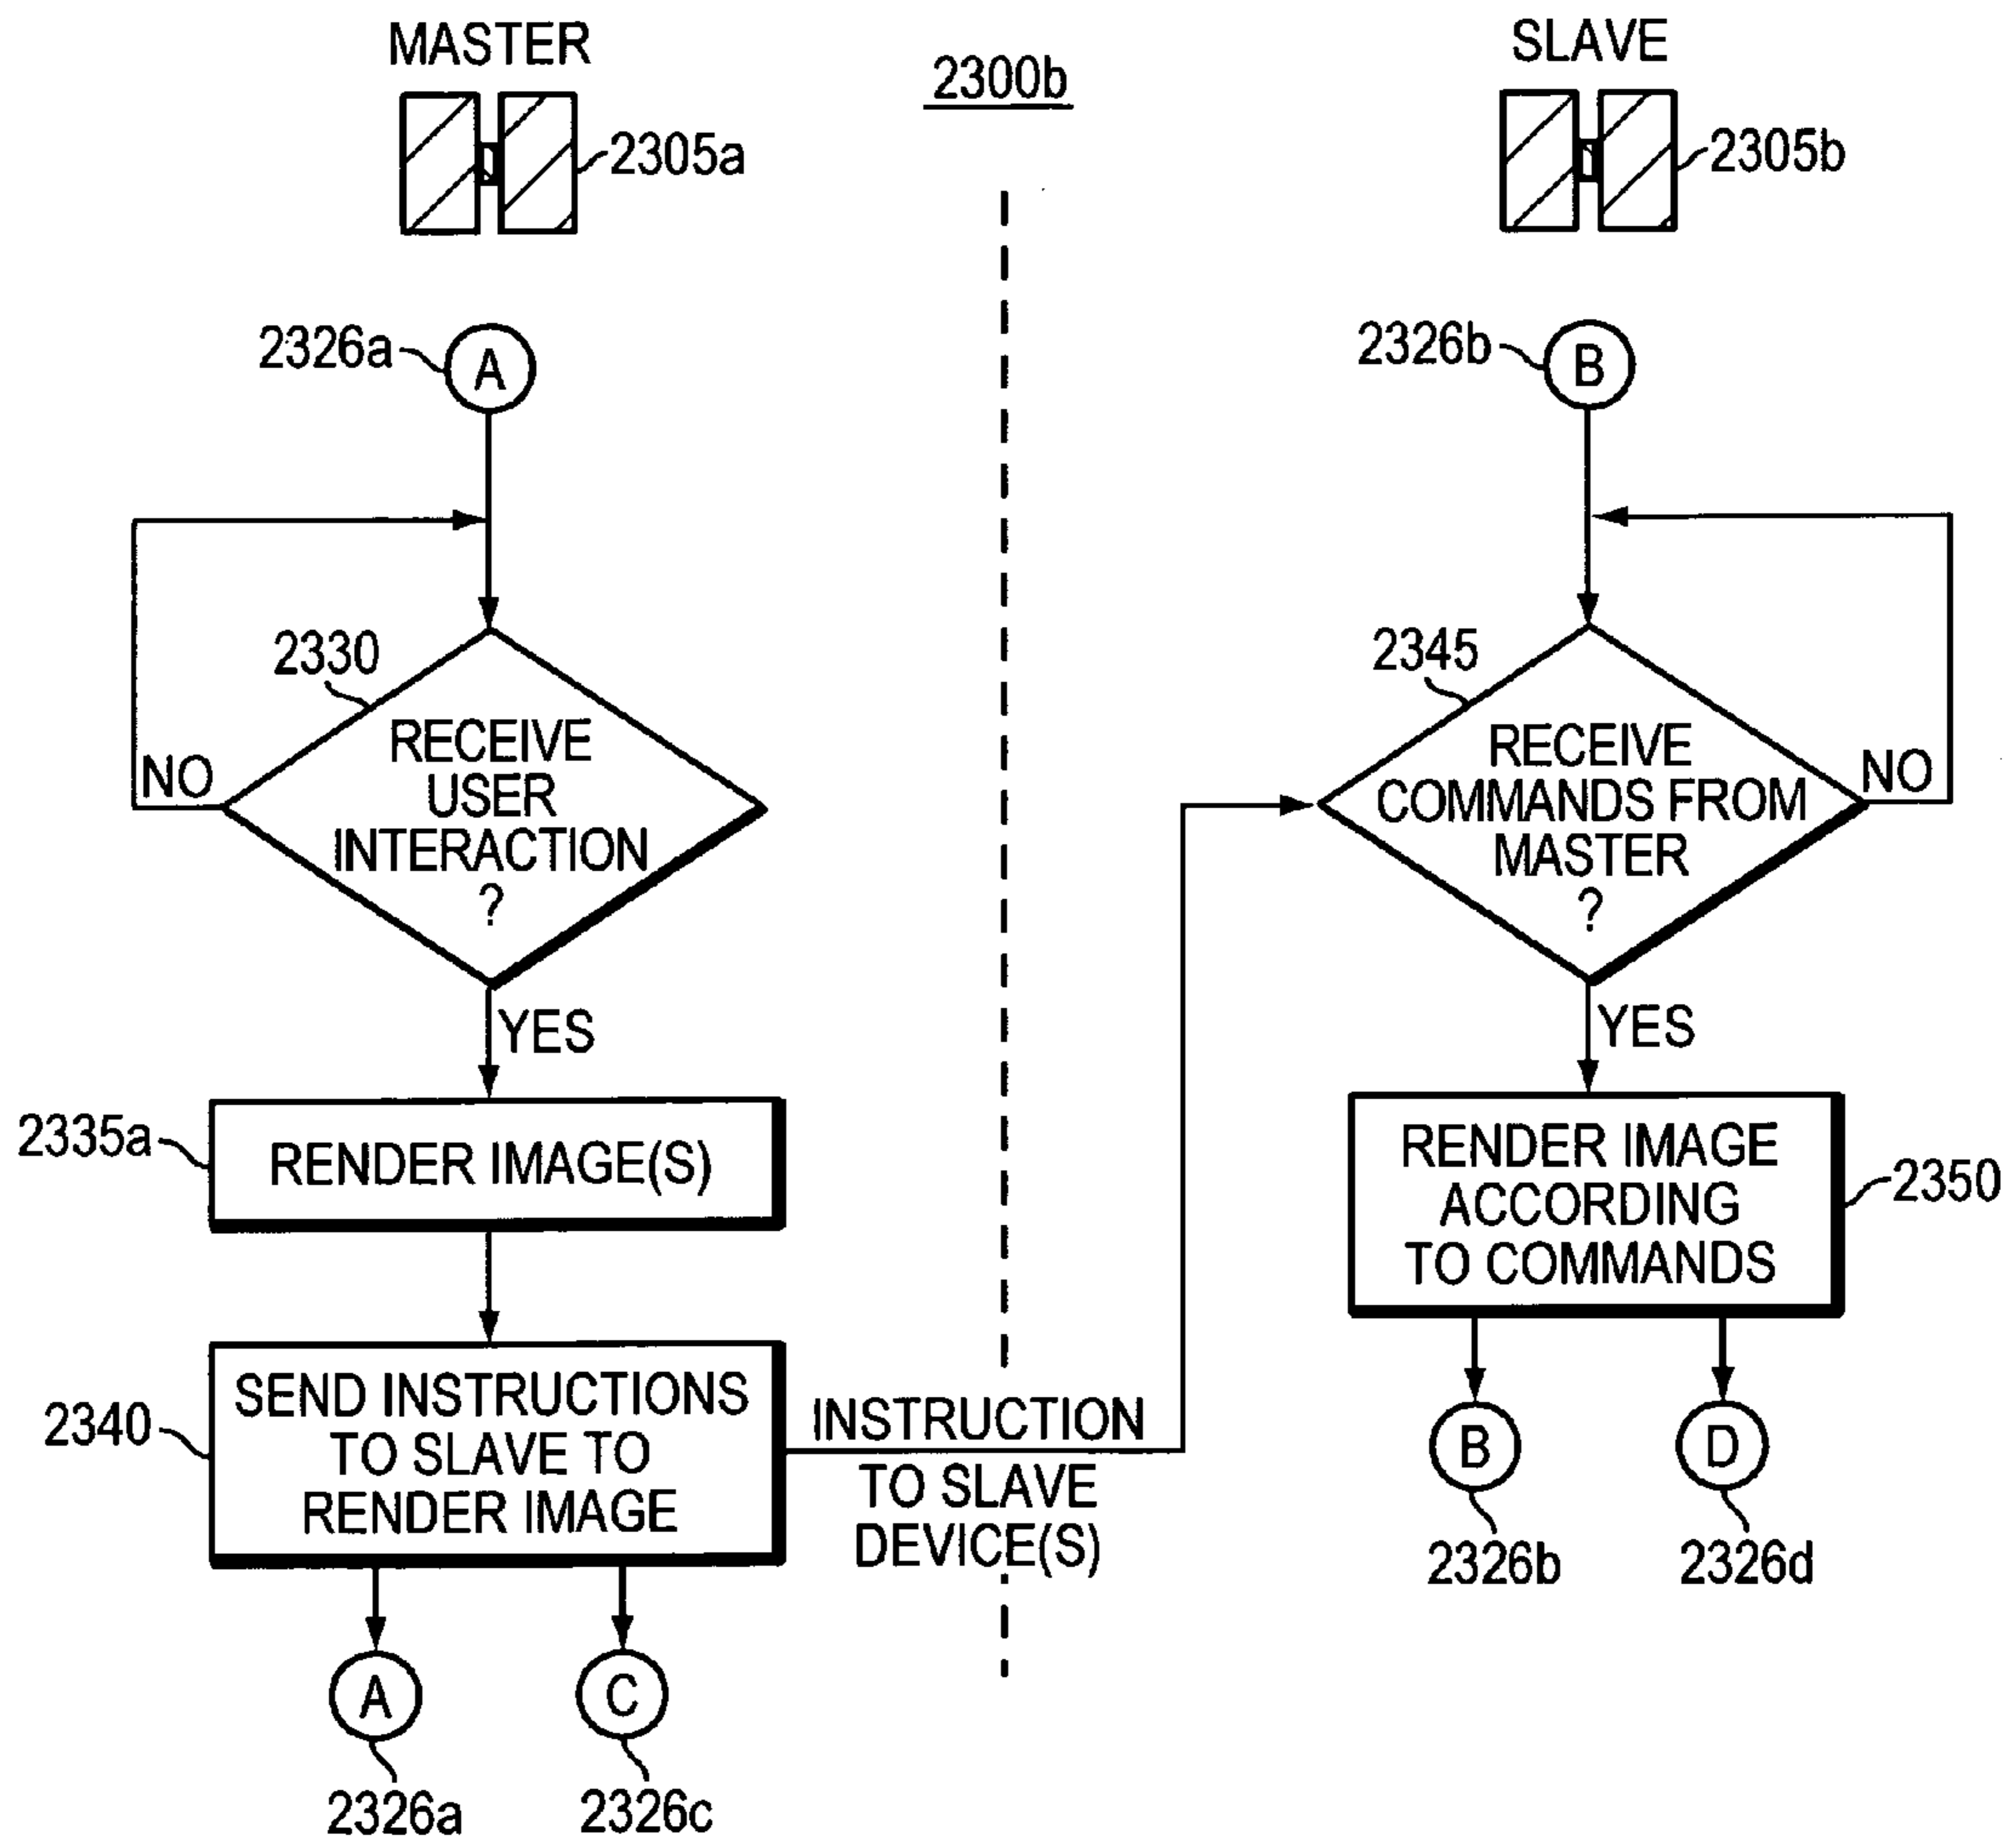 MASTER
2300b
SLAVE
2305a
2305b
2326a
A
2326b
B
2330
RECEIVE
USER
INTERACTION
?
NO
YES
2345
RECEIVE
COMMANDS FROM
MASTER
?
NO
YES
2335a
RENDER IMAGE(S)
RENDER IMAGE
ACCORDING
TO COMMANDS
2350
2340
SEND INSTRUCTIONS
TO SLAVE TO
RENDER IMAGE
INSTRUCTION
TO SLAVE
DEVICE(S)
B
D
2326b
2326d
A
C
2326a
2326c